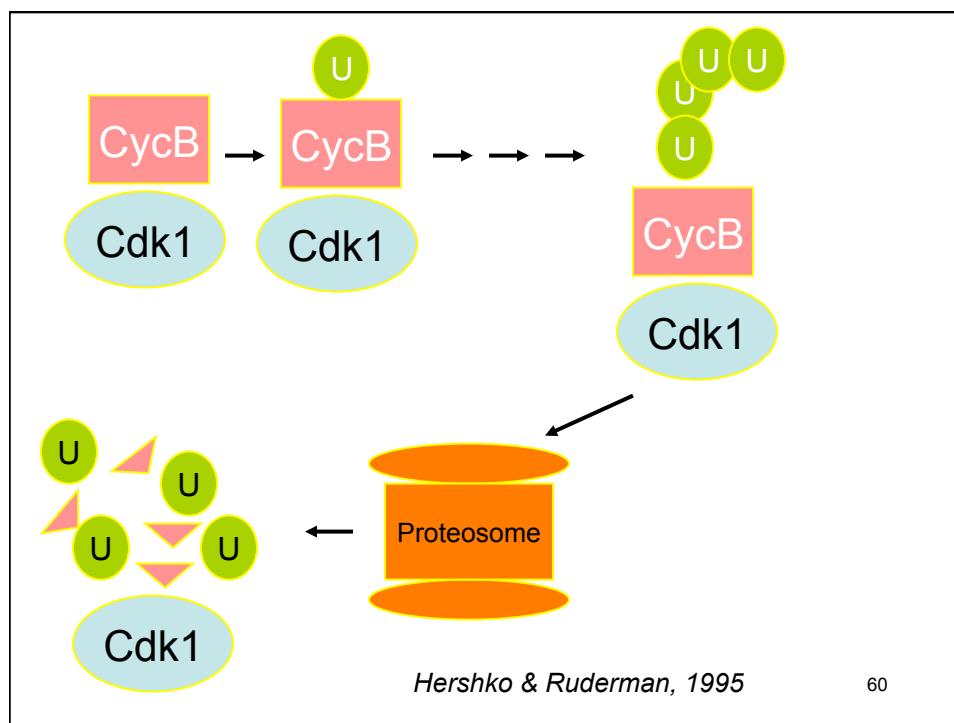 U
CycB
Cdk1
CycB
Cdk1
U
U
U
U
CycB
Cdk1
Proteosome
U
U
U
U
Cdk1
Hershko & Ruderman, 1995
60